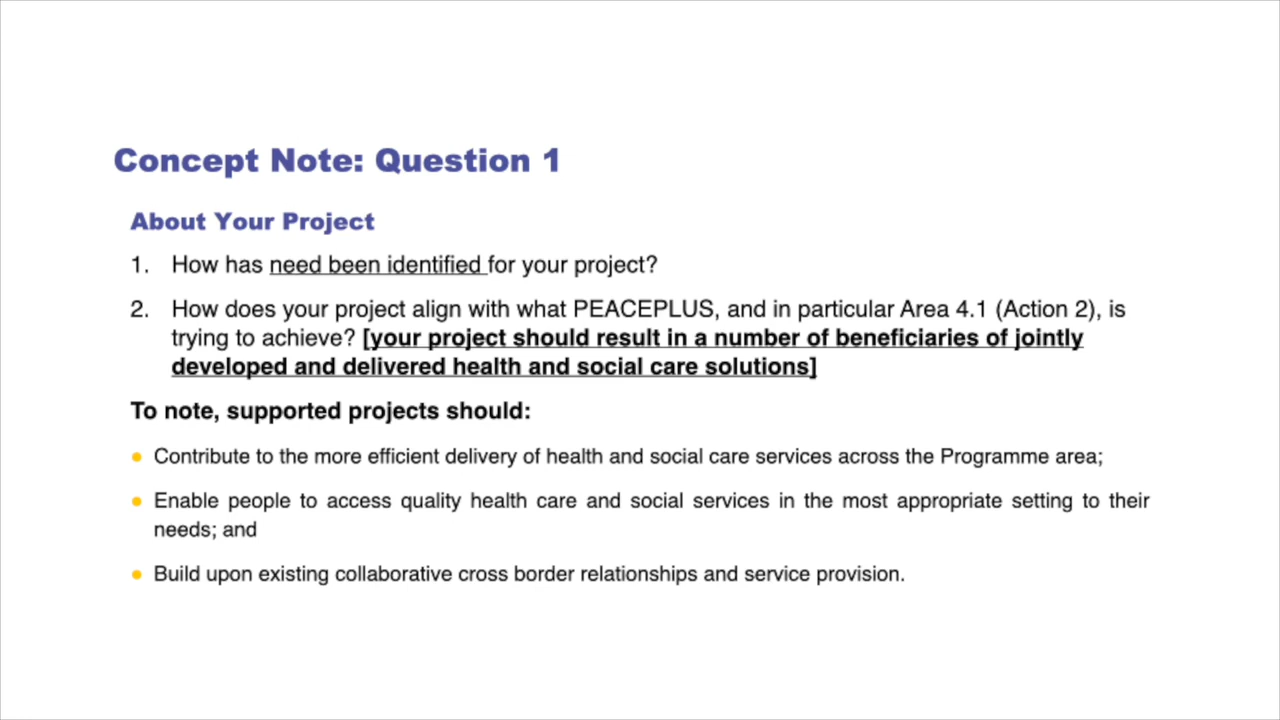 Concept Note: Question 1
About Your Project
1. How has need been identified for your project?
2. How does your project align with what PEACEPLUS, and in particular Area 4.1 (Action 2), is
trying to achieve? [your project should result in a number of beneficiaries of jointly
developed and delivered health and social care solutions]
To note, supported projects should:
• Contribute to the more efficient delivery of health and social care services across the Programme area;
• Enable people to access quality health care and social services in the most appropriate setting to their
needs; and
• Build upon existing collaborative cross border relationships and service provision.